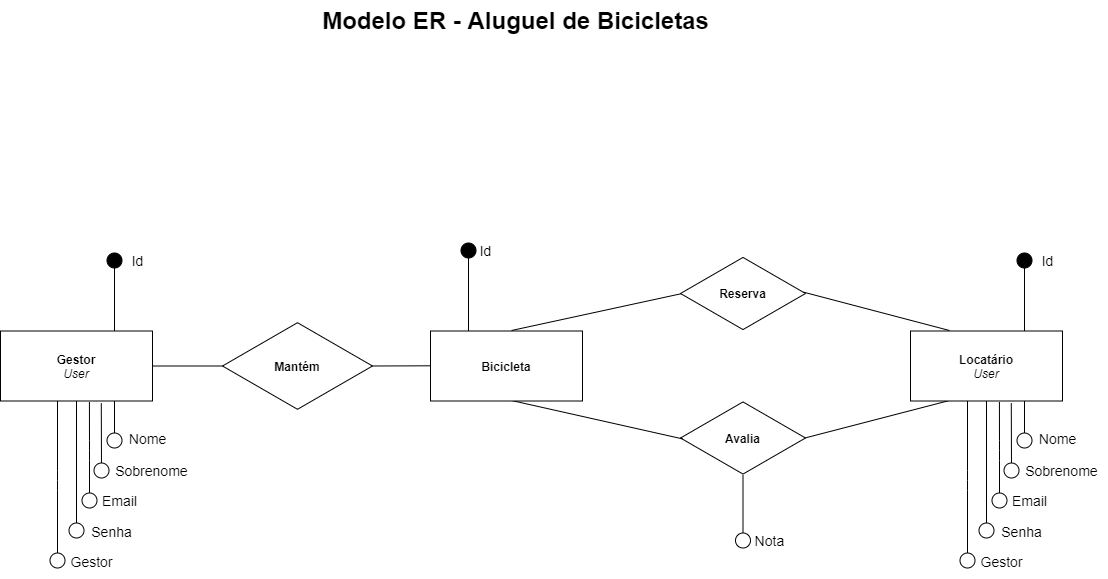 Modelo ER - Aluguel de Bicicletas
Id
Id
Id
Reserva
Gestor
User
Mantém
Bicicleta
Locatário
User
Nome
Sobrenome
Email
Senha
Gestor
Avalia
Nota
Nome
Sobrenome
Email
Senha
Gestor